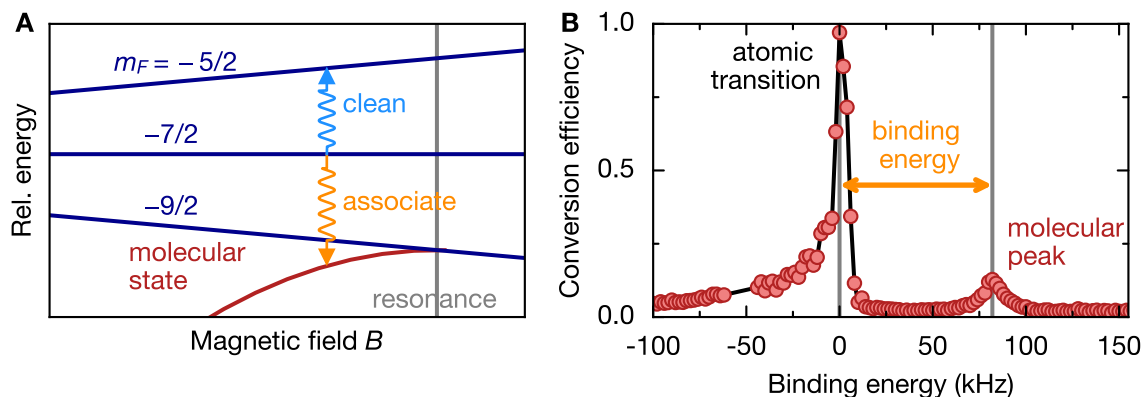 A
m_F = − 5/2
clean
−7/2
associate
−9/2
molecular
state
resonance
Rel. energy
Magnetic field B
B
1.0
0.5
0.0
Conversion efficiency
atomic
transition
binding
energy
molecular
peak
-100
-50
0
50
100
150
Binding energy (kHz)